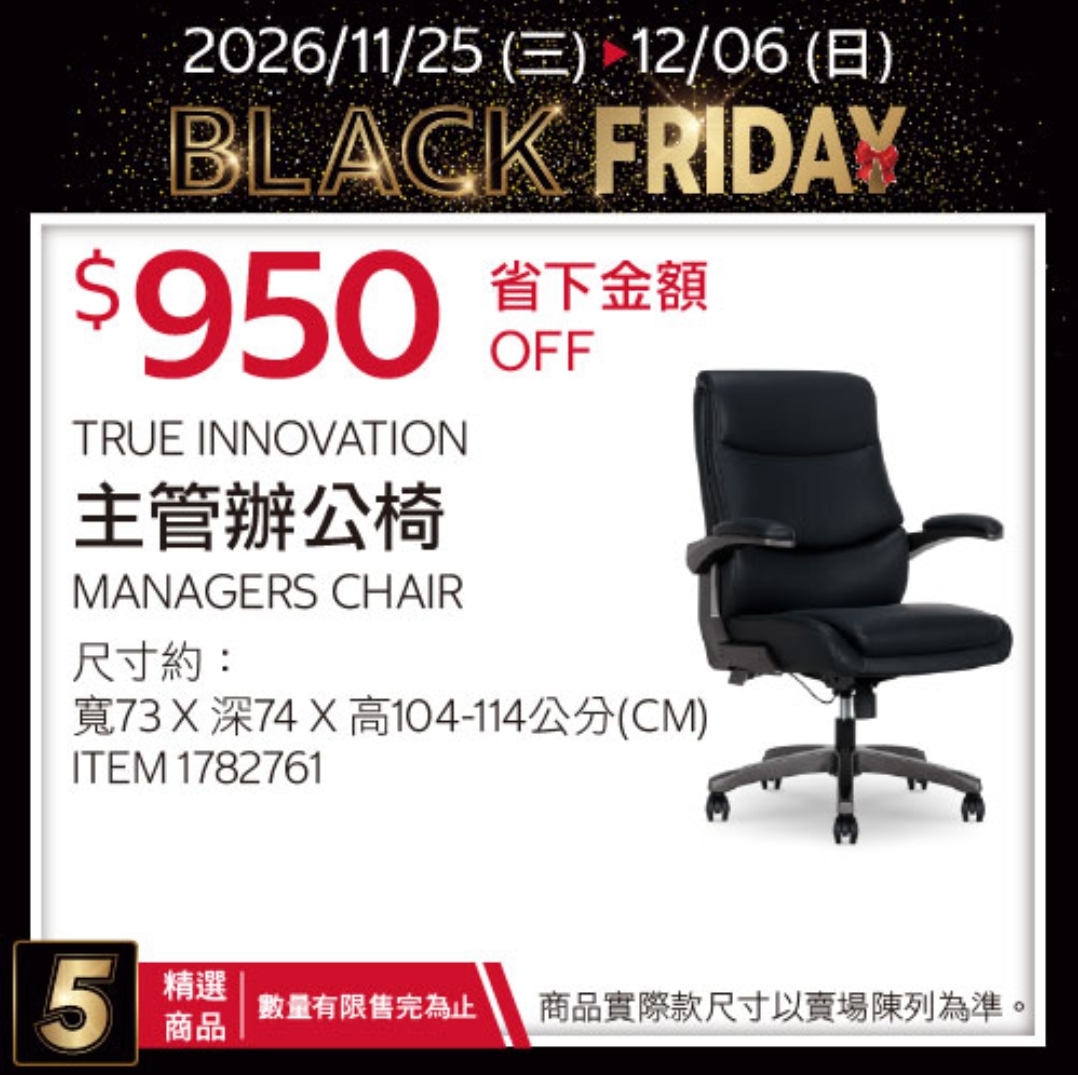 2026/11/25 (三) ▶ 12/06 (日)
BLACK FRIDAY
$950 省下金額
OFF
TRUE INNOVATION
主管辦公椅
MANAGERS CHAIR
尺寸約：
寬73 X 深74 X 高104-114公分(CM)
ITEM 1782761
5
精選
商品
數量有限售完為止
商品實際款尺寸以賣場陳列為準。